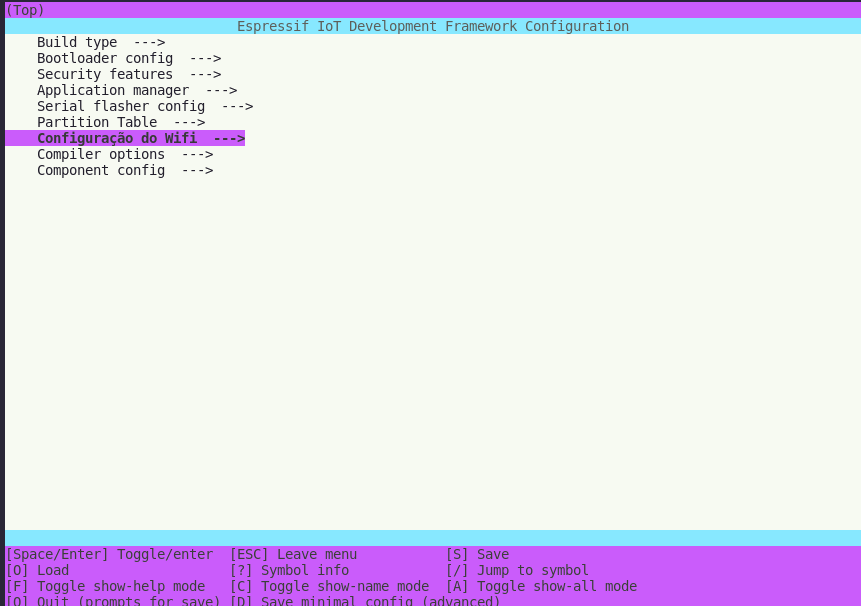 (Top)
Espressif IoT Development Framework Configuration
Build type  --->
Bootloader config  --->
Security features  --->
Application manager  --->
Serial flasher config  --->
Partition Table  --->
Configuração do Wifi  --->
Compiler options  --->
Component config  --->
[Space/Enter] Toggle/enter  [ESC] Leave menu           [S] Save
[O] Load                    [?] Symbol info            [/] Jump to symbol
[F] Toggle show-help mode   [C] Toggle show-name mode  [A] Toggle show-all mode
[Q] Quit (prompts for save) [D] Save minimal config (advanced)